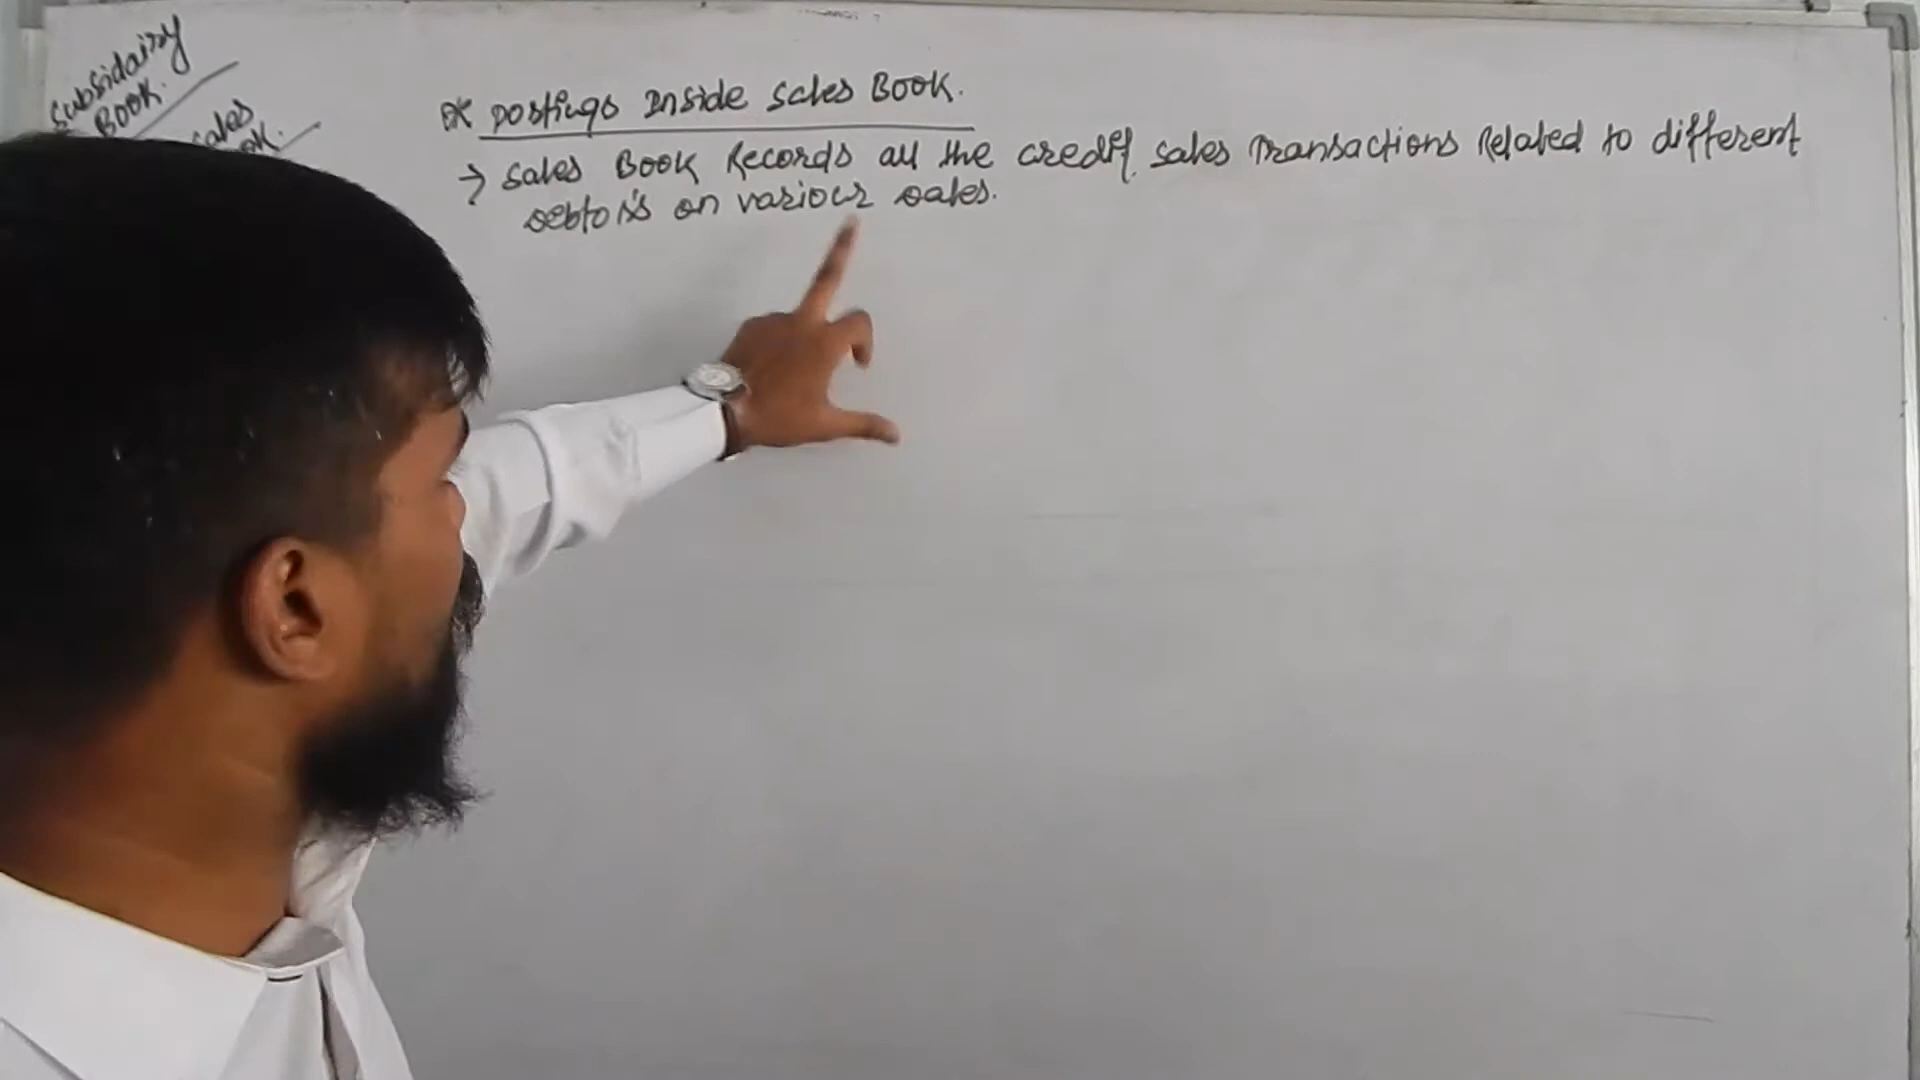 Subsidairy
BOOK.
sales
ok.
* postings Inside sales Book.
→ sales Book Records all the credit sales Transactions Related to different
debtors on various dates.